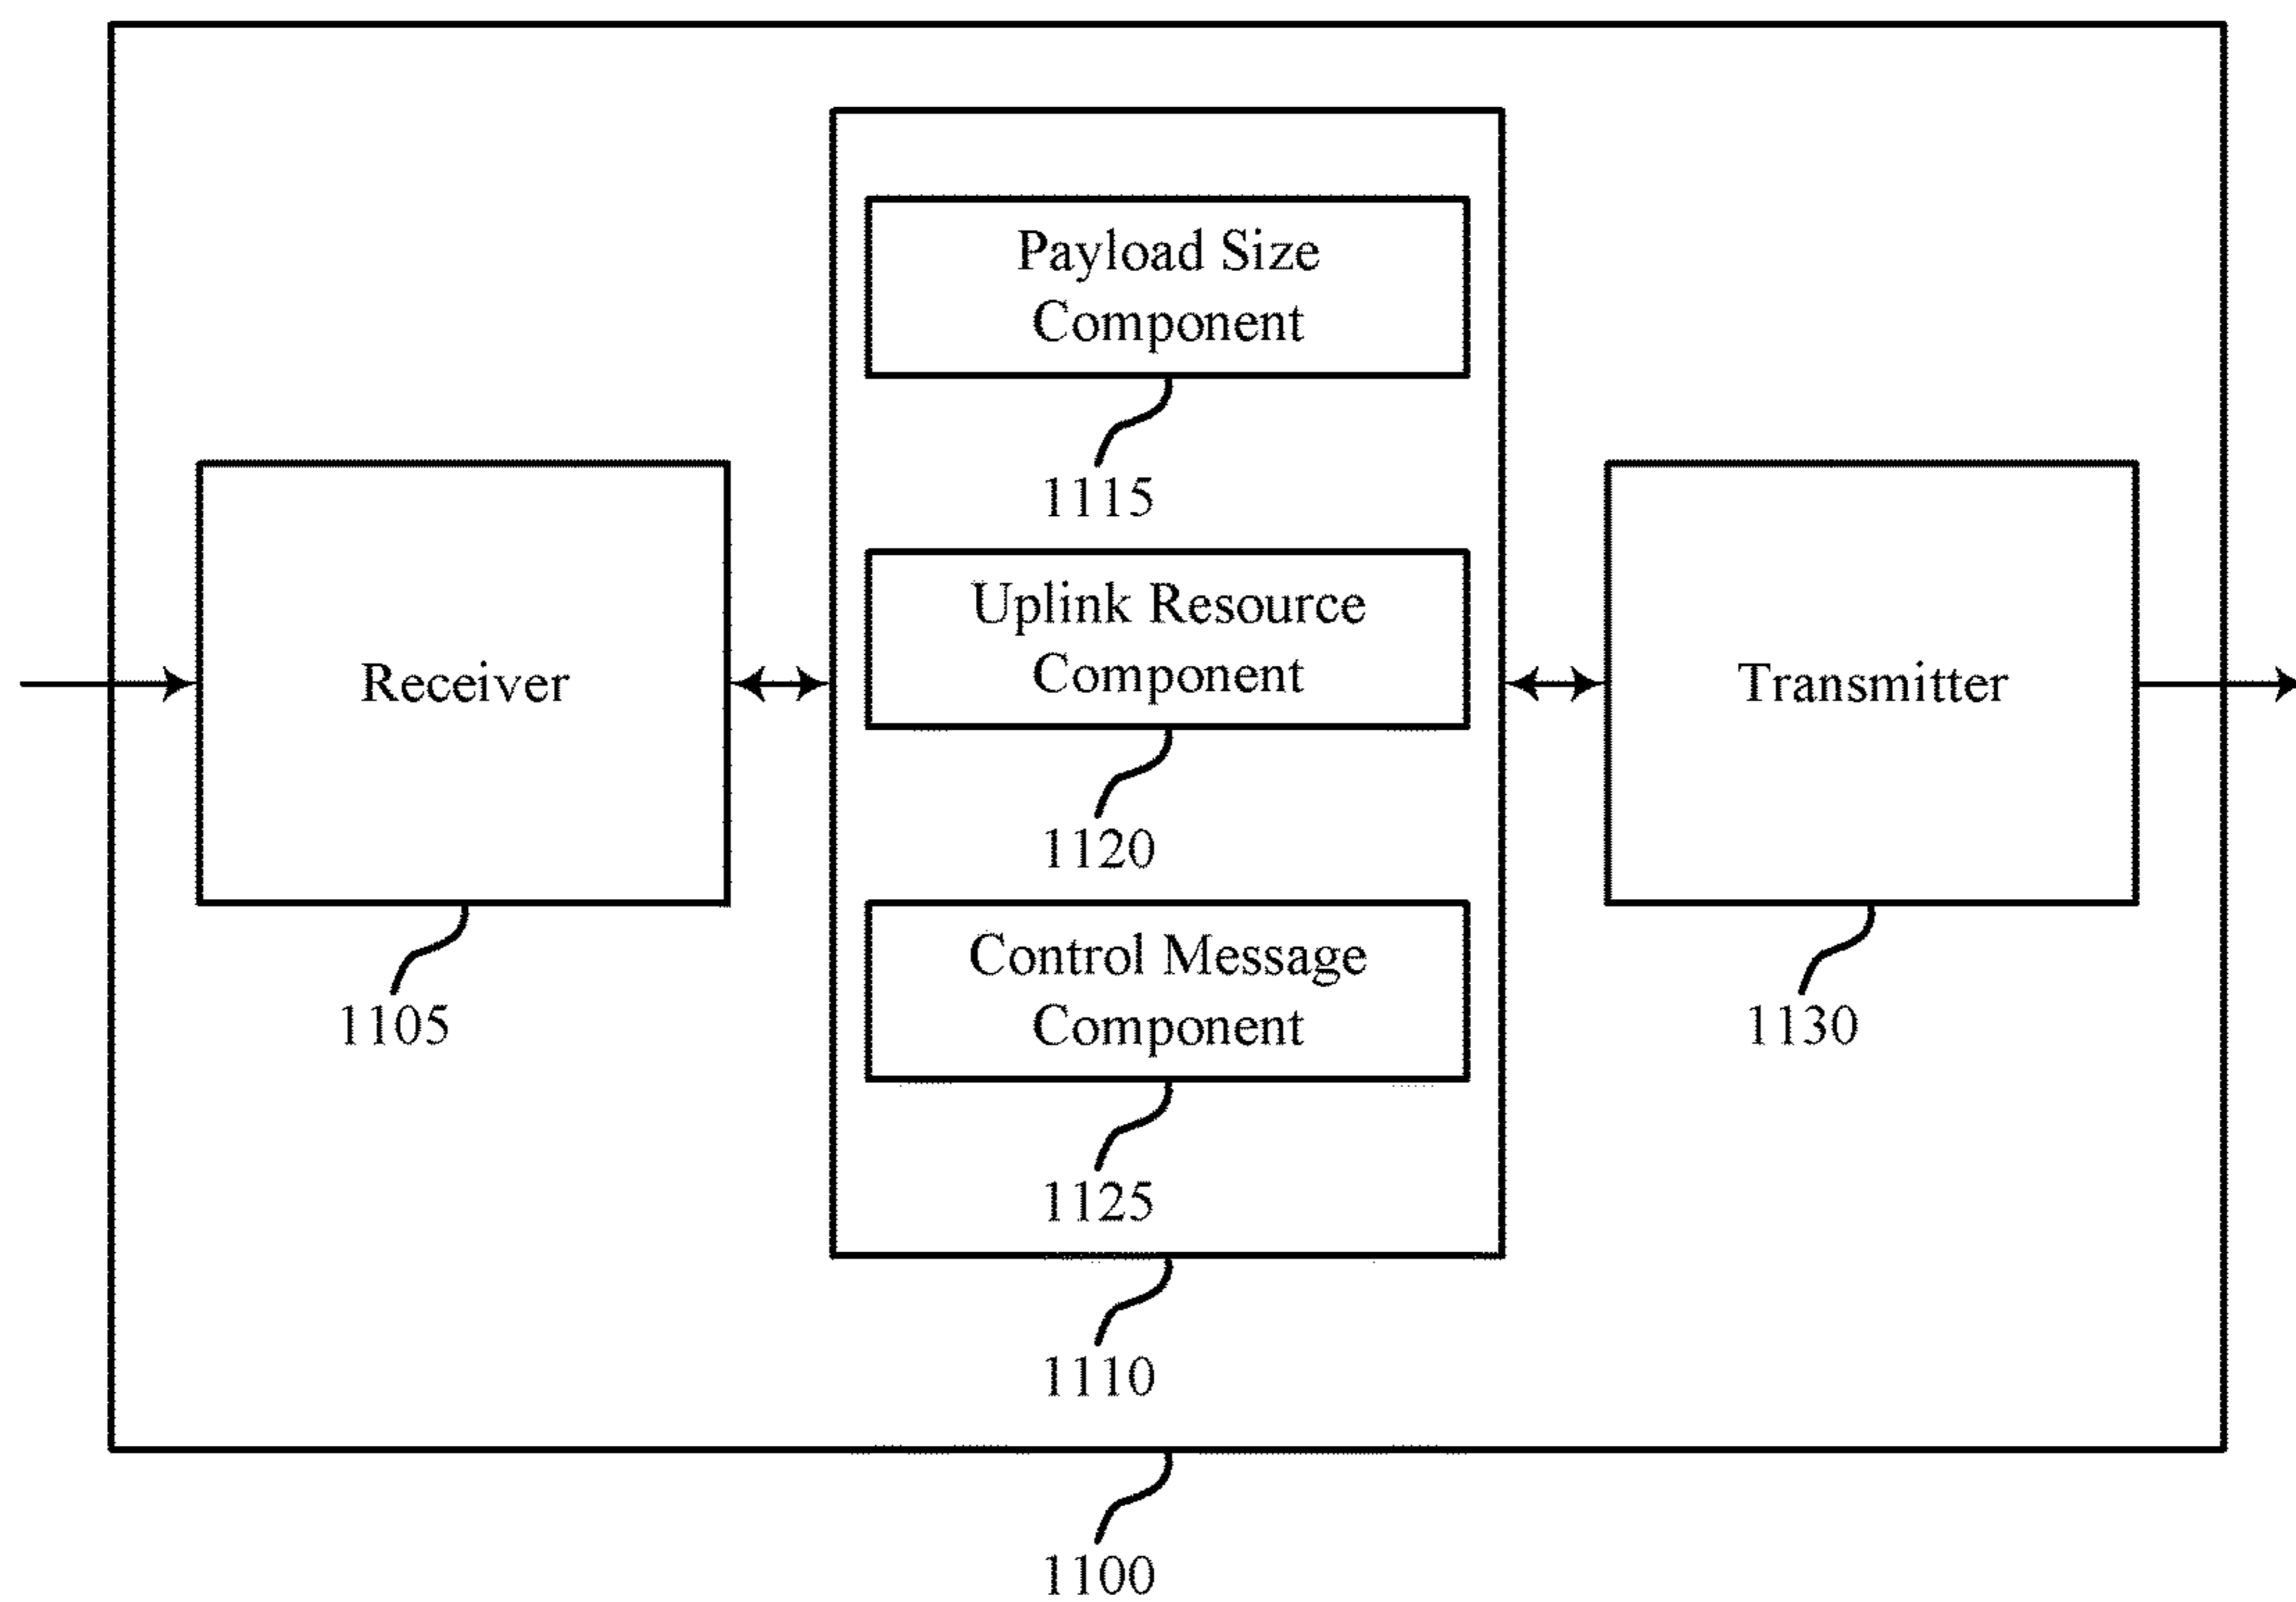 Payload Size
Component
1115
Uplink Resource
Component
1120
Control Message
Component
1125
1110
Receiver
1105
Transmitter
1130
1100